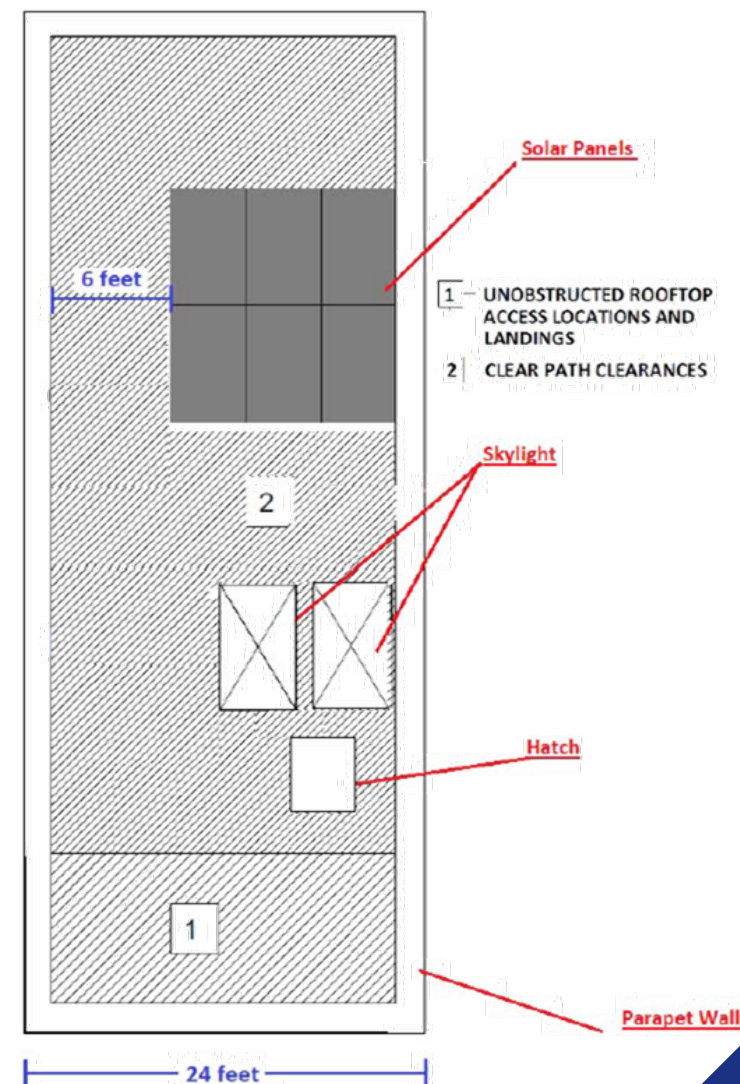 Solar Panels
6 feet
1 UNOBSTRUCTED ROOFTOP
ACCESS LOCATIONS AND
LANDINGS
2 CLEAR PATH CLEARANCES
Skylight
2
Hatch
1
Parapet Wall
24 feet